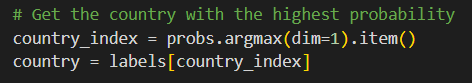 # Get the country with the highest probability
country_index = probs.argmax(dim=1).item()
country = labels[country_index]